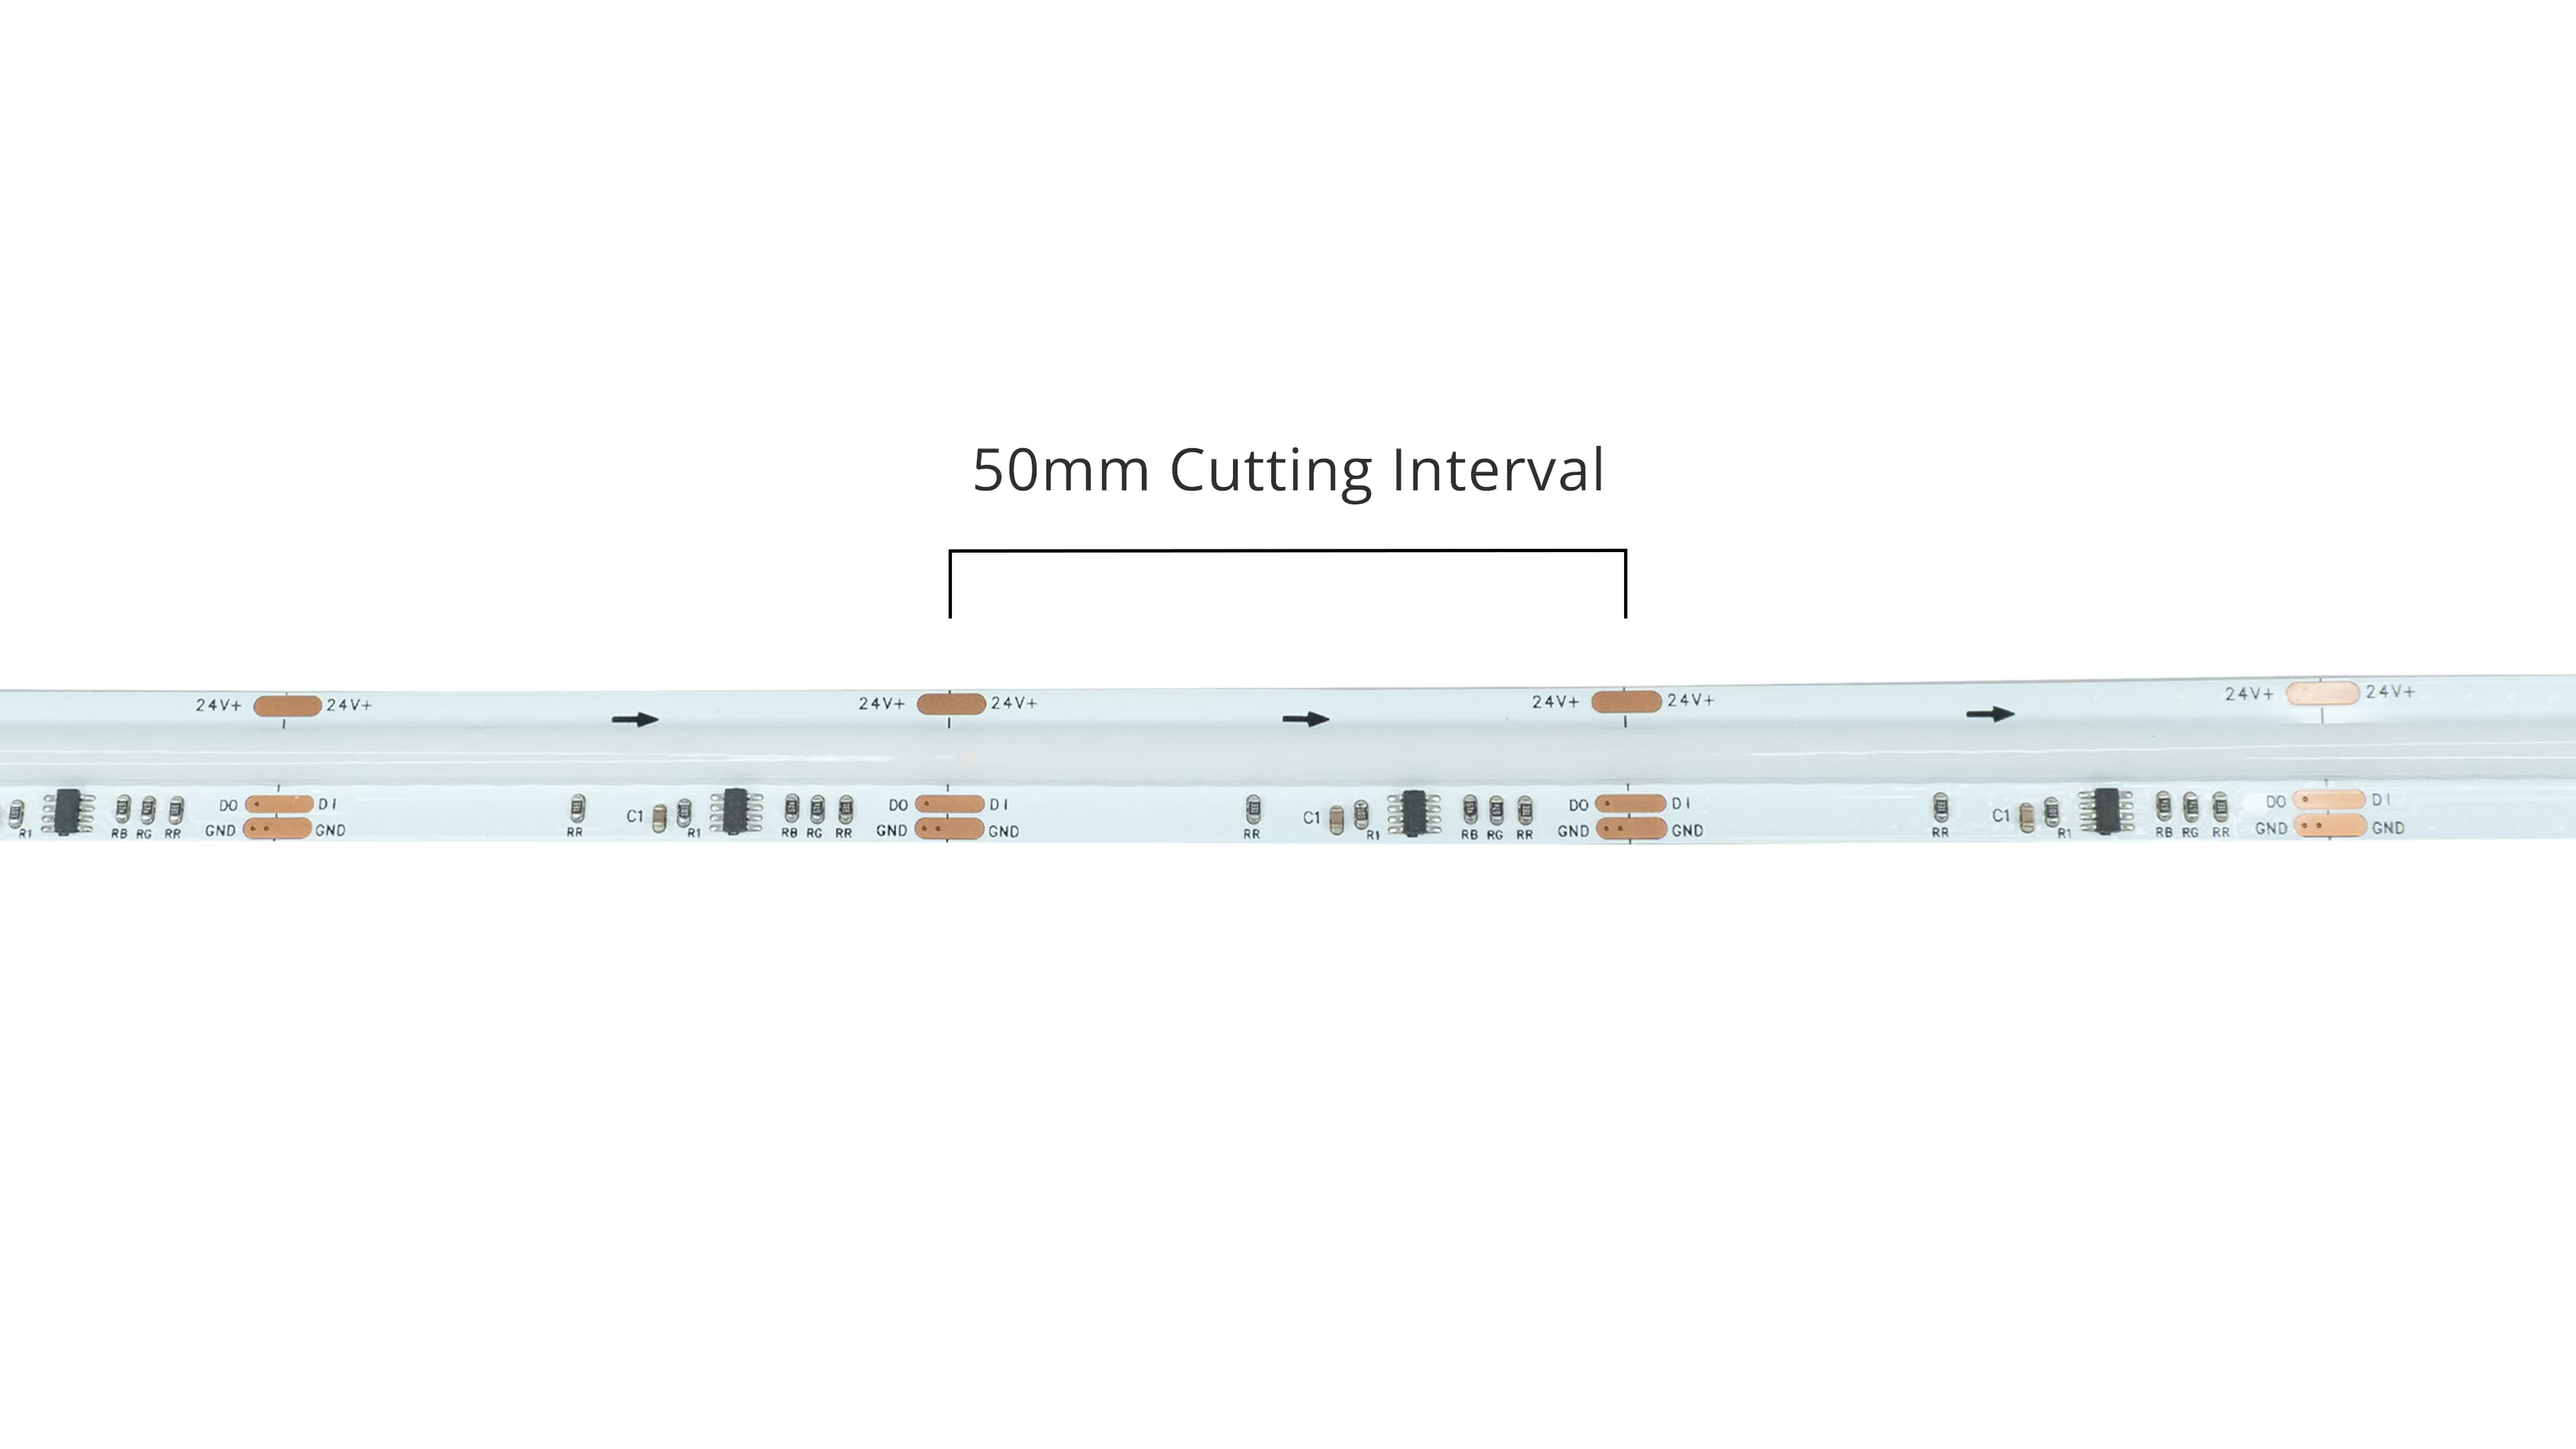 50mm Cutting Interval
24V+ 24V+ 24V+ 24V+ 24V+ 24V+ 24V+ 24V+
DO DI C1 DO DI C1 DO DI C1 DO DI
R1 RB RG RR GND GND RR R1 RB RG RR GND GND RR R1 RB RG RR GND GND RR R1 RB RG RR GND GND